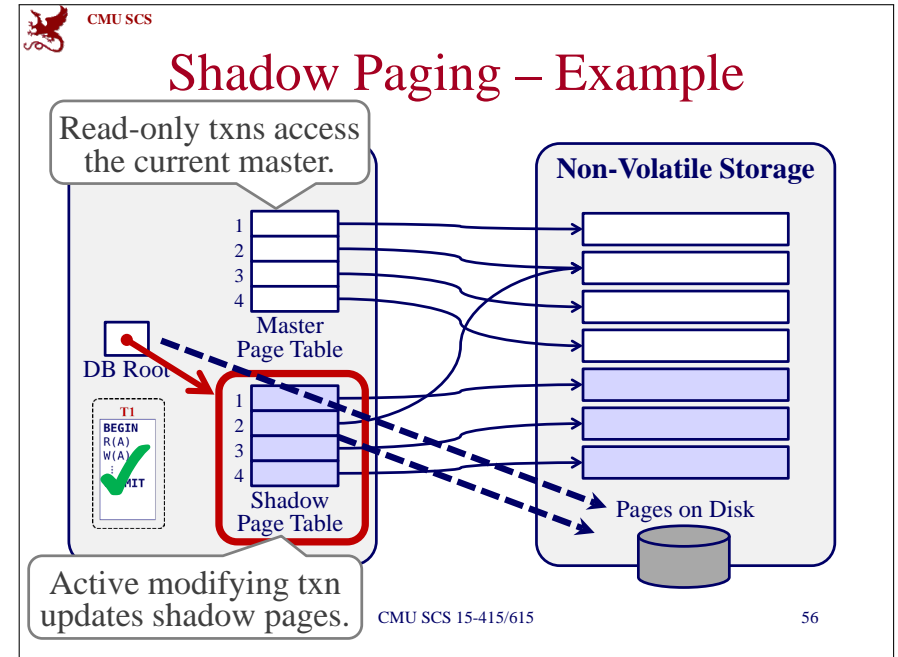 CMU SCS
Shadow Paging – Example
Read-only txns access
the current master.
Non-Volatile Storage
1
2
3
4
Master
Page Table
DB Root
1
2
3
4
Shadow
Page Table
T1
BEGIN
R(A)
W(A)
⋮
MIT
Pages on Disk
Active modifying txn
updates shadow pages.
CMU SCS 15-415/615
56